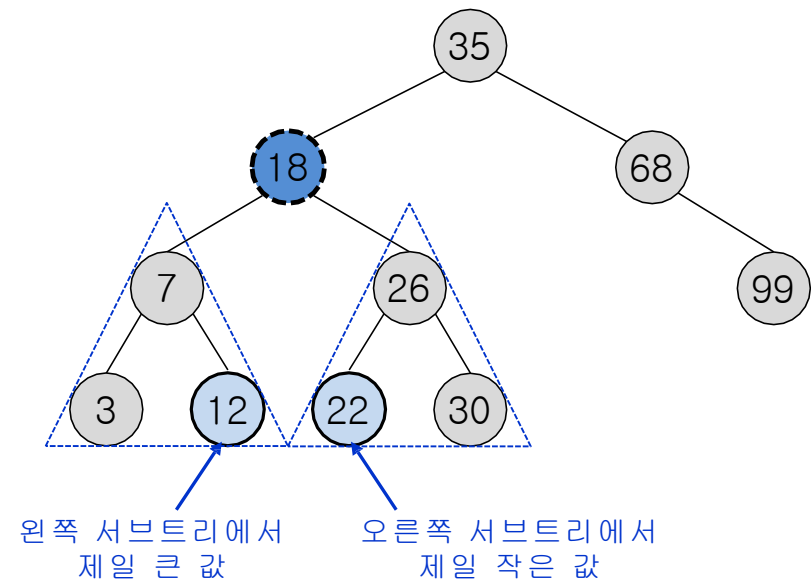 35
18
68
7
26
99
3
12
22
30
왼쪽 서브트리에서
제일 큰 값
오른쪽 서브트리에서
제일 작은 값